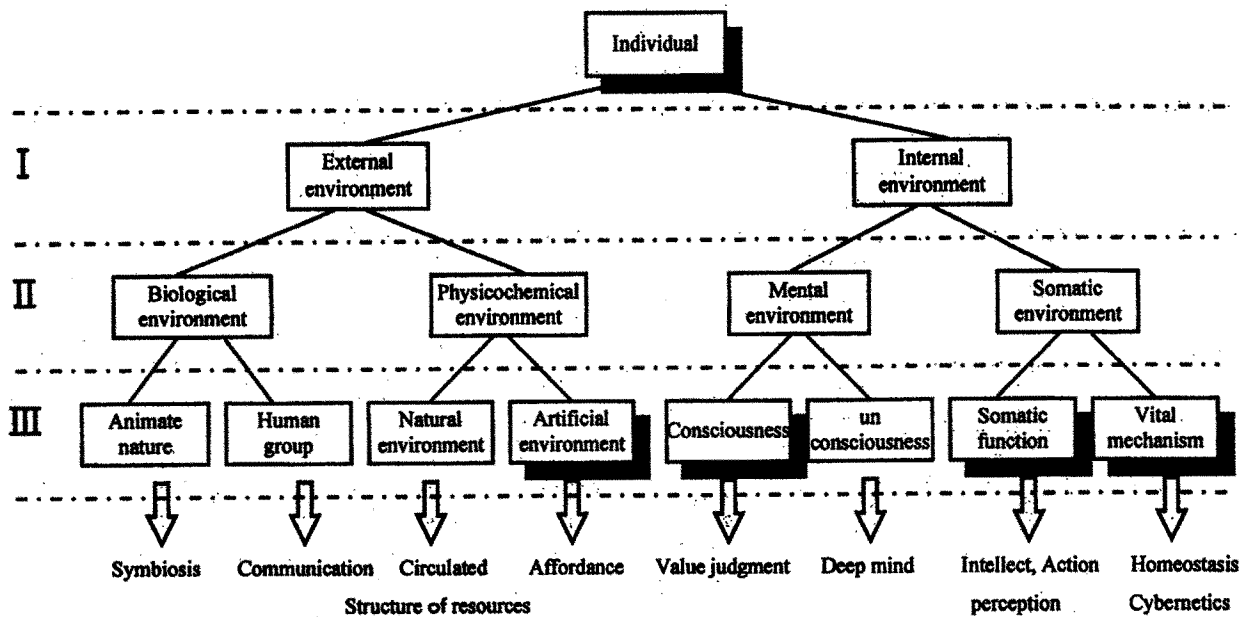 Individual
I
External
environment
Internal
environment
II
Biological
environment
Physicochemical
environment
Mental
environment
Somatic
environment
III
Animate
nature
Human
group
Natural
environment
Artificial
environment
Consciousness
un
consciousness
Somatic
function
Vital
mechanism
Symbiosis
Communication
Circulated
Affordance
Value judgment
Deep mind
Intellect, Action
perception
Homeostasis
Cybernetics
Structure of resources